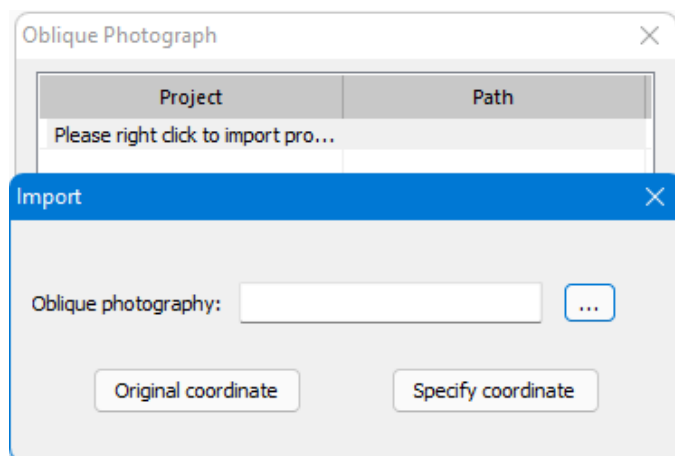 Oblique Photograph
Project Path
Please right click to import pro...
Import
Oblique photography: ...
Original coordinate Specify coordinate